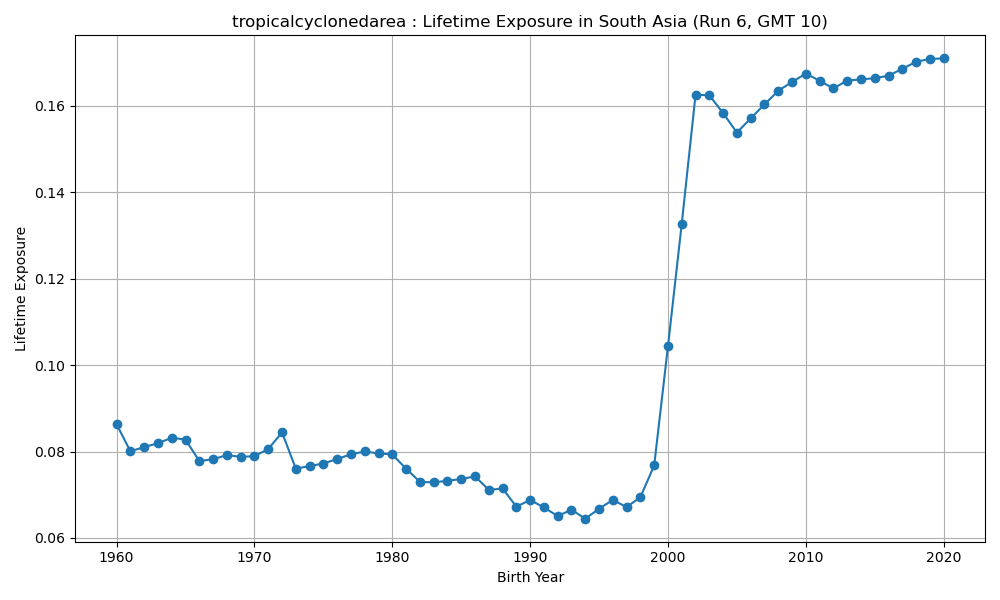 tropicalcyclonedarea : Lifetime Exposure in South Asia (Run 6, GMT 10)
Lifetime Exposure
0.16
0.14
0.12
0.10
0.08
0.06
1960 1970 1980 1990 2000 2010 2020
Birth Year